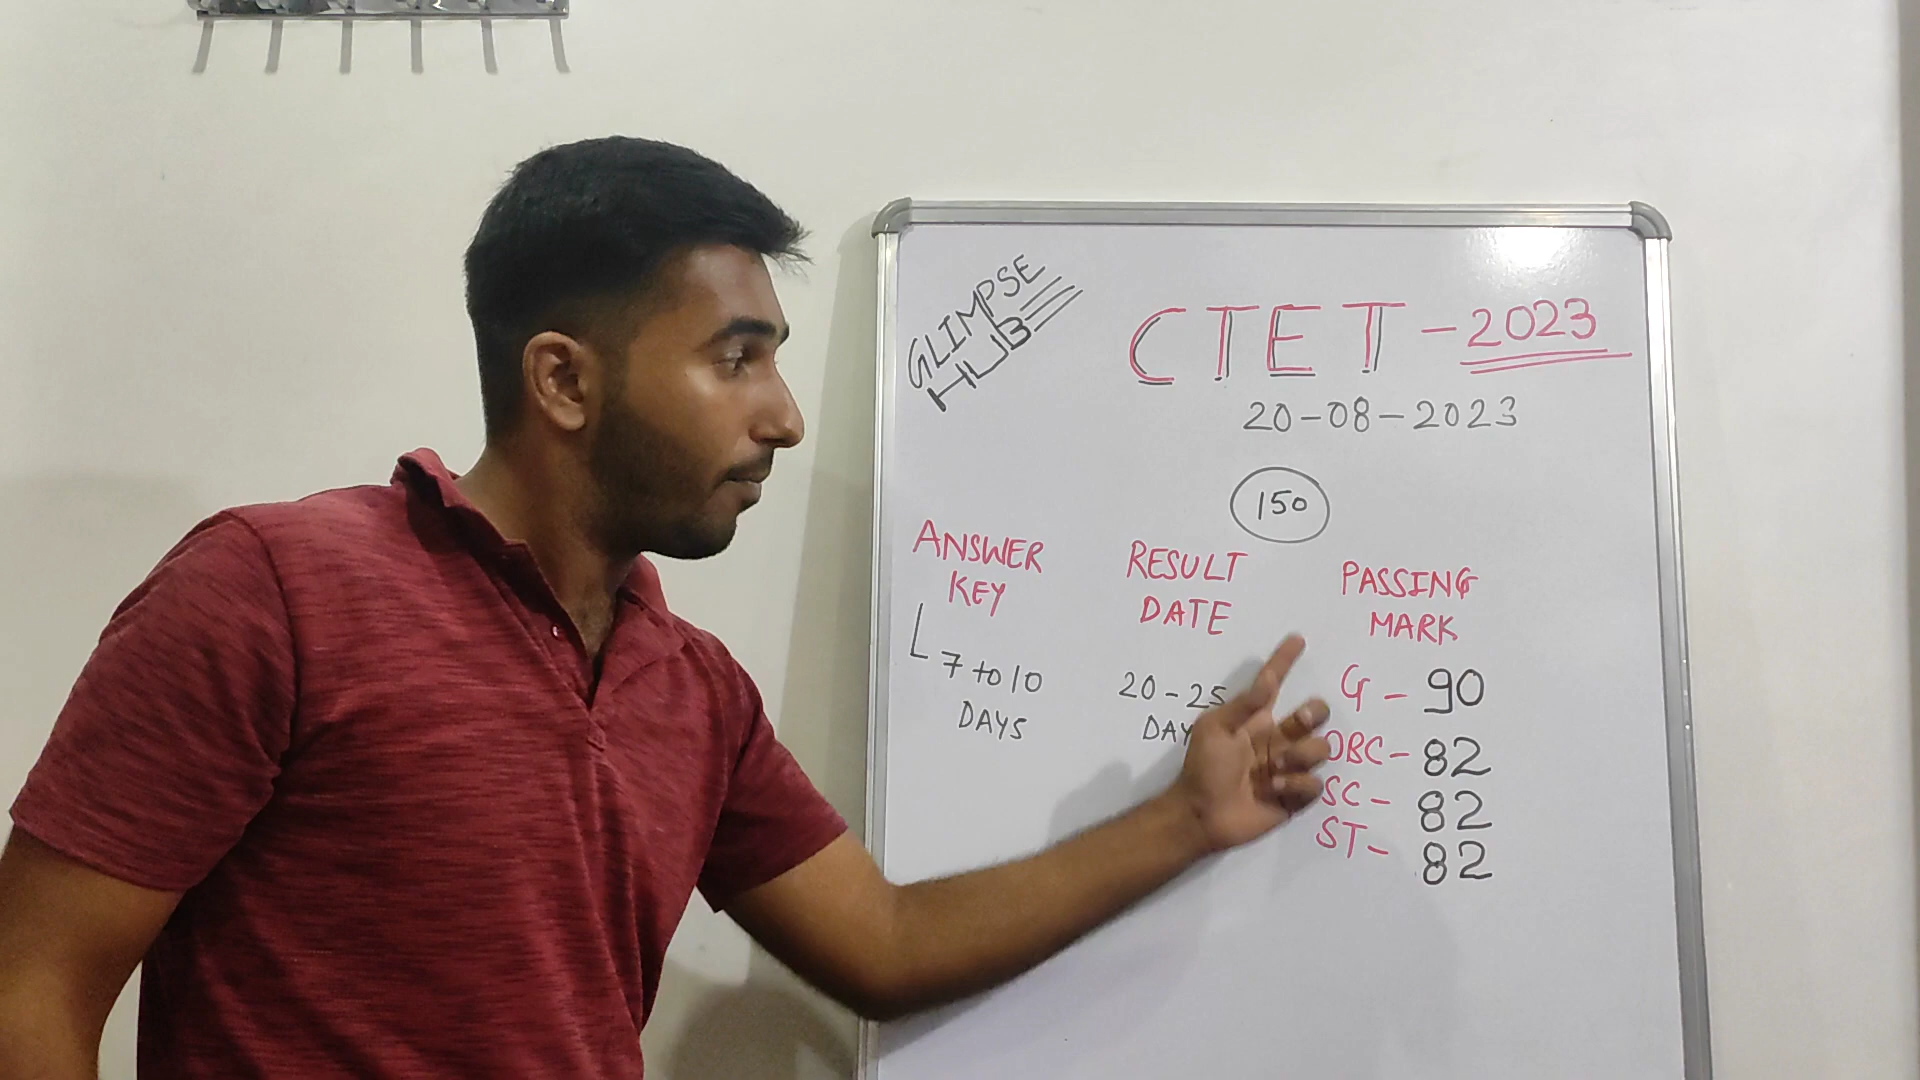 GLIMPSE
HUB
CTET-2023
20-08-2023
150
ANSWER
KEY
7 to 10
DAYS
RESULT
DATE
20-25
PASSING
MARK
G- 90
OBC- 82
SC- 82
ST- 82